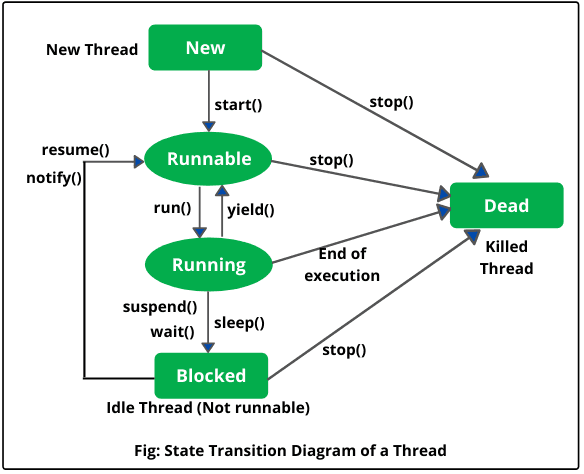 New Thread
New
start()
stop()
resume()
notify()
Runnable
stop()
run()
yield()
Dead
Killed
Thread
Running
End of
execution
suspend()
wait()
sleep()
stop()
Blocked
Idle Thread (Not runnable)
Fig: State Transition Diagram of a Thread